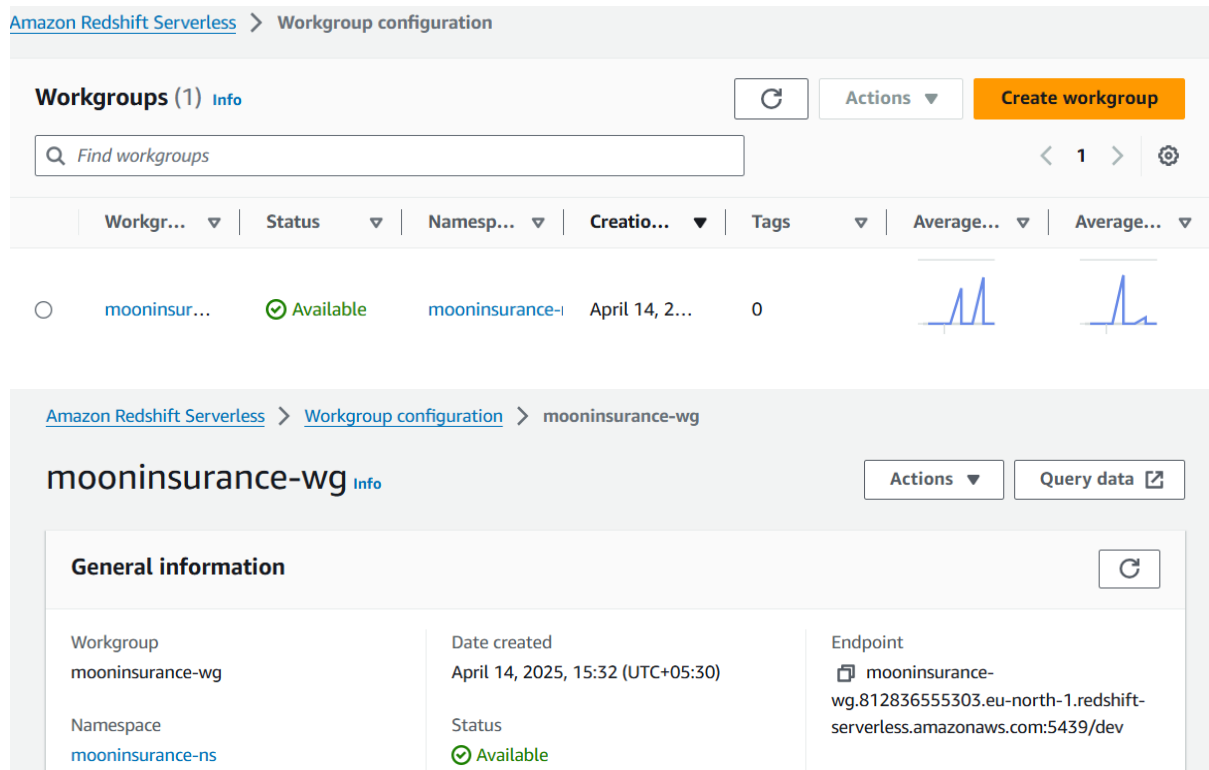 Amazon Redshift Serverless > Workgroup configuration
Workgroups (1) Info
Actions
Create workgroup
Find workgroups
1
Workgr... Status Namesp... Creatio... Tags Average... Average...
mooninsur... Available mooninsurance- April 14, 2... 0
Amazon Redshift Serverless > Workgroup configuration > mooninsurance-wg
mooninsurance-wg Info
Actions
Query data
General information
Workgroup Date created Endpoint
mooninsurance-wg April 14, 2025, 15:32 (UTC+05:30) mooninsurance-
wg.812836555303.eu-north-1.redshift-
serverless.amazonaws.com:5439/dev
Namespace Status
mooninsurance-ns Available